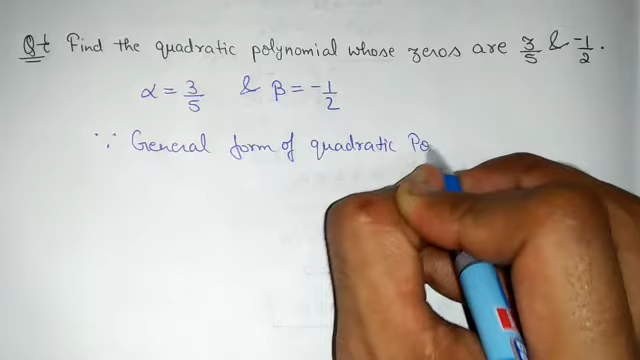 Qt Find the quadratic polynomial whose zeros are 3/5 & -1/2.
α = 3/5 & β = -1/2
∵ General form of quadratic Po